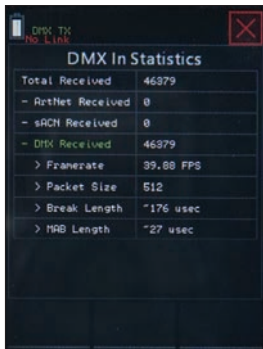 DMX TX
No Link
DMX In Statistics
Total Received 46379
- ArtNet Received 0
- sACN Received 0
- DMX Received 46379
> Framerate 39.88 FPS
> Packet Size 512
> Break Length ~176 usec
> MAB Length ~27 usec